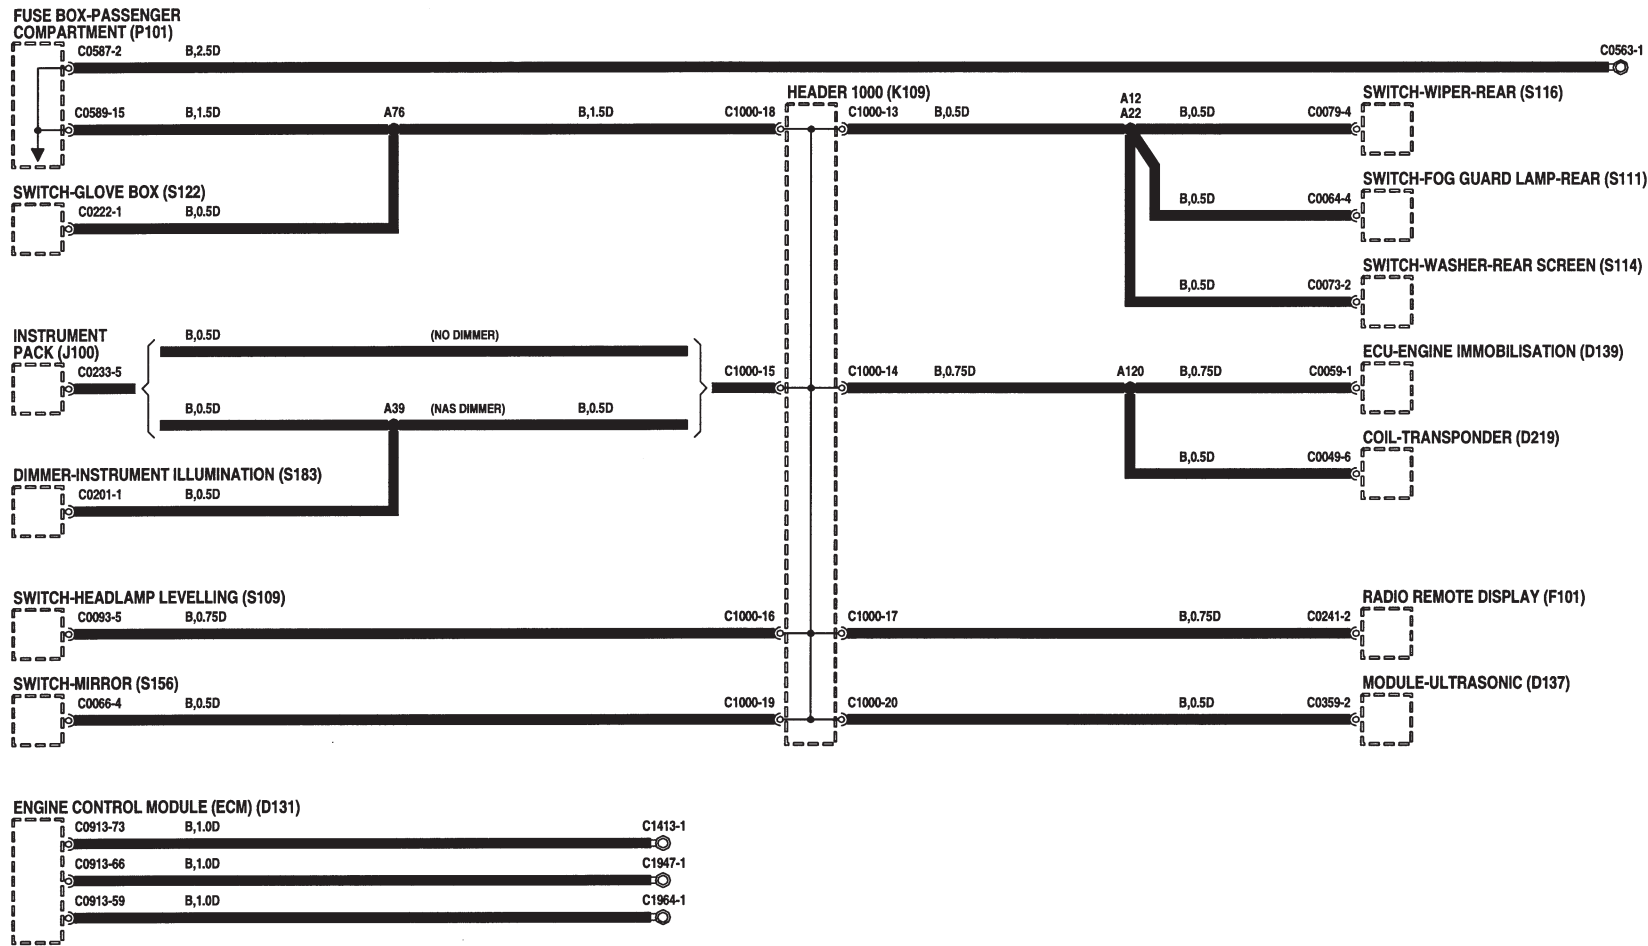 FUSE BOX-PASSENGER
COMPARTMENT (P101)
C0587-2 B,2.5D C0563-1
HEADER 1000 (K109)
SWITCH-WIPER-REAR (S116)
C0589-15 B,1.5D A76 B,1.5D C1000-18 C1000-13 B,0.5D A12
A22 B,0.5D C0079-4
SWITCH-GLOVE BOX (S122)
C0222-1 B,0.5D
SWITCH-FOG GUARD LAMP-REAR (S111)
B,0.5D C0064-4
SWITCH-WASHER-REAR SCREEN (S114)
B,0.5D C0073-2
INSTRUMENT
PACK (J100)
C0233-5
B,0.5D (NO DIMMER)
B,0.5D A39 (NAS DIMMER) B,0.5D
C1000-15 C1000-14 B,0.75D A120 B,0.75D C0059-1
ECU-ENGINE IMMOBILISATION (D139)
COIL-TRANSPONDER (D219)
B,0.5D C0049-6
DIMMER-INSTRUMENT ILLUMINATION (S183)
C0201-1 B,0.5D
SWITCH-HEADLAMP LEVELLING (S109)
C0093-5 B,0.75D C1000-16 C1000-17 B,0.75D C0241-2
RADIO REMOTE DISPLAY (F101)
SWITCH-MIRROR (S156)
C0066-4 B,0.5D C1000-19 C1000-20 B,0.5D C0359-2
MODULE-ULTRASONIC (D137)
ENGINE CONTROL MODULE (ECM) (D131)
C0913-73 B,1.0D C1413-1
C0913-66 B,1.0D C1947-1
C0913-59 B,1.0D C1964-1